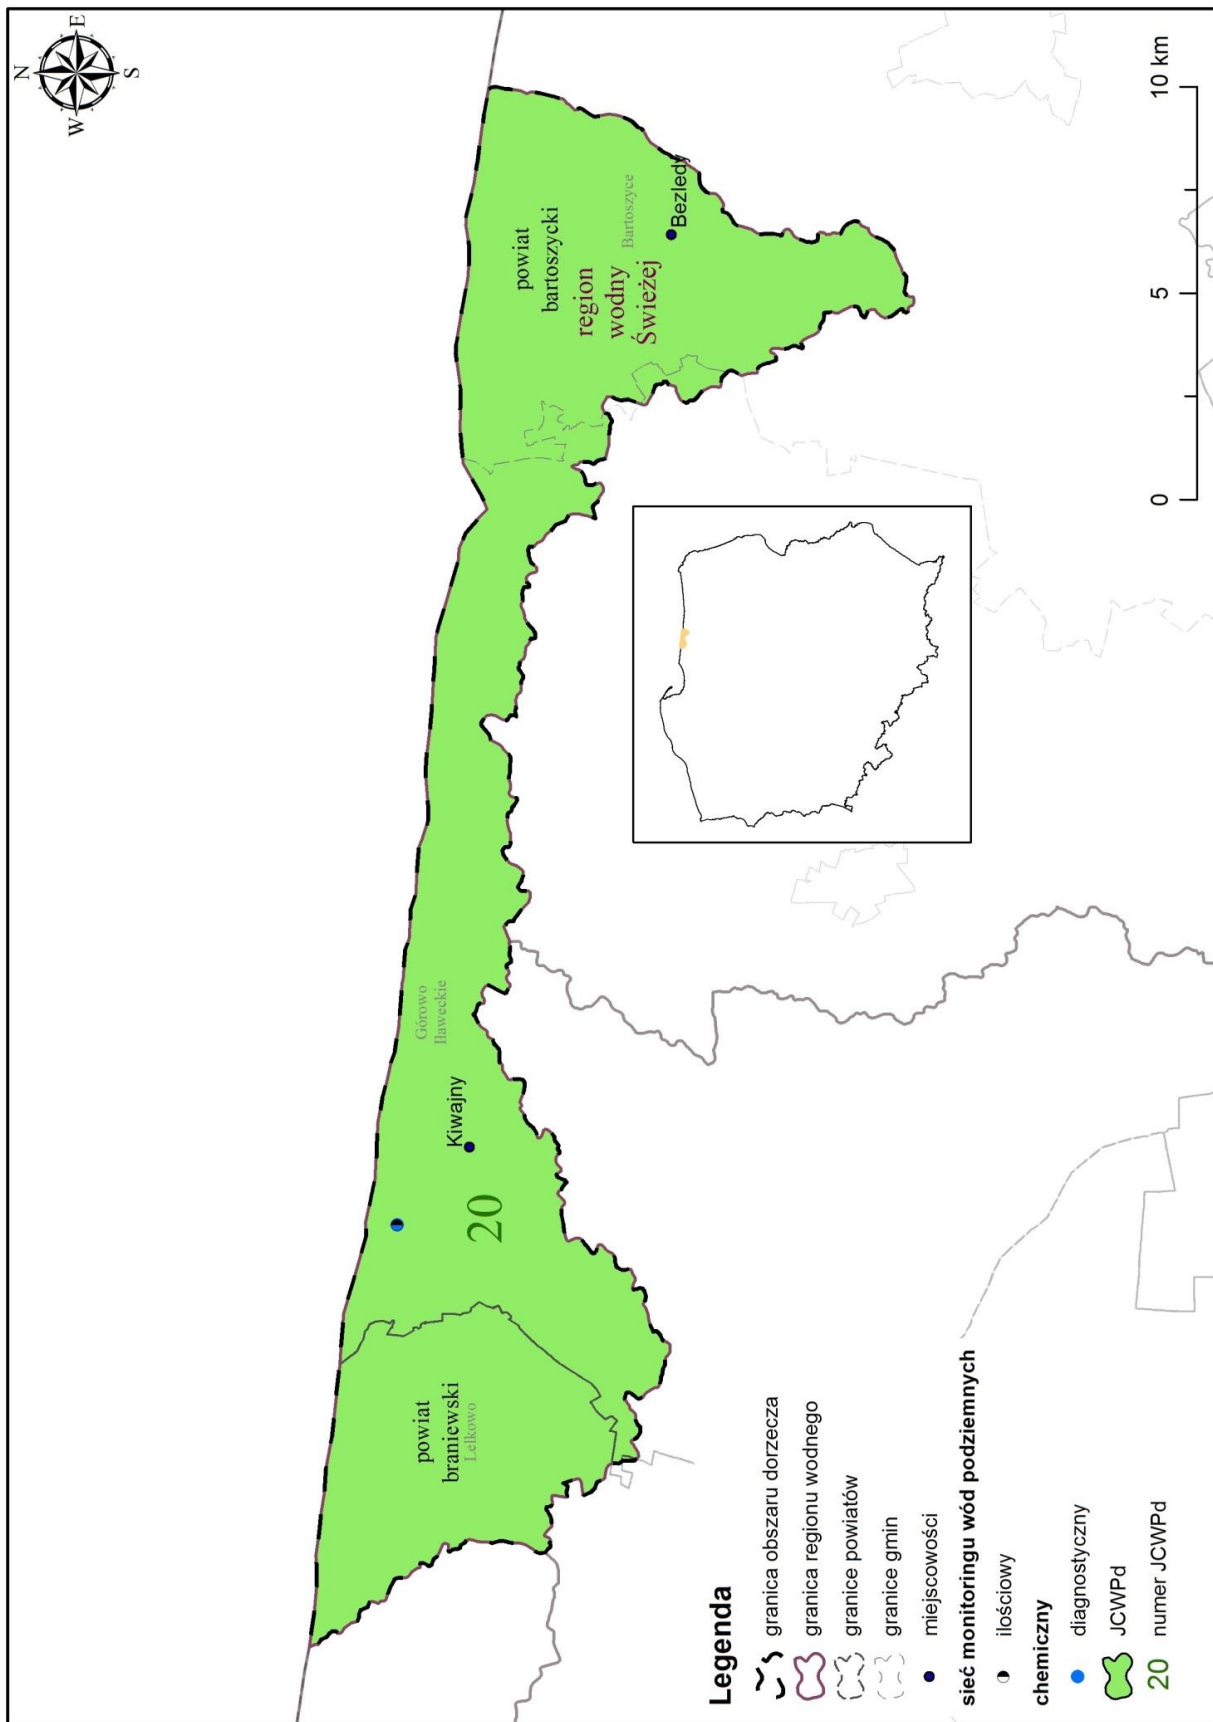 N
E
S
W
powiat
bartoszycki
region
wodny
Świeżej
Bartoszyce
Bezledy
Górowo
Iławeckie
Kiwajny
20
powiat
braniewski
Lelkowo
Legenda
granica obszaru dorzecza
granica regionu wodnego
granice powiatów
granice gmin
miejscowości
sieć monitoringu wód podziemnych
ilościowy
chemiczny
diagnostyczny
JCWPd
20 numer JCWPd
0 5 10 km